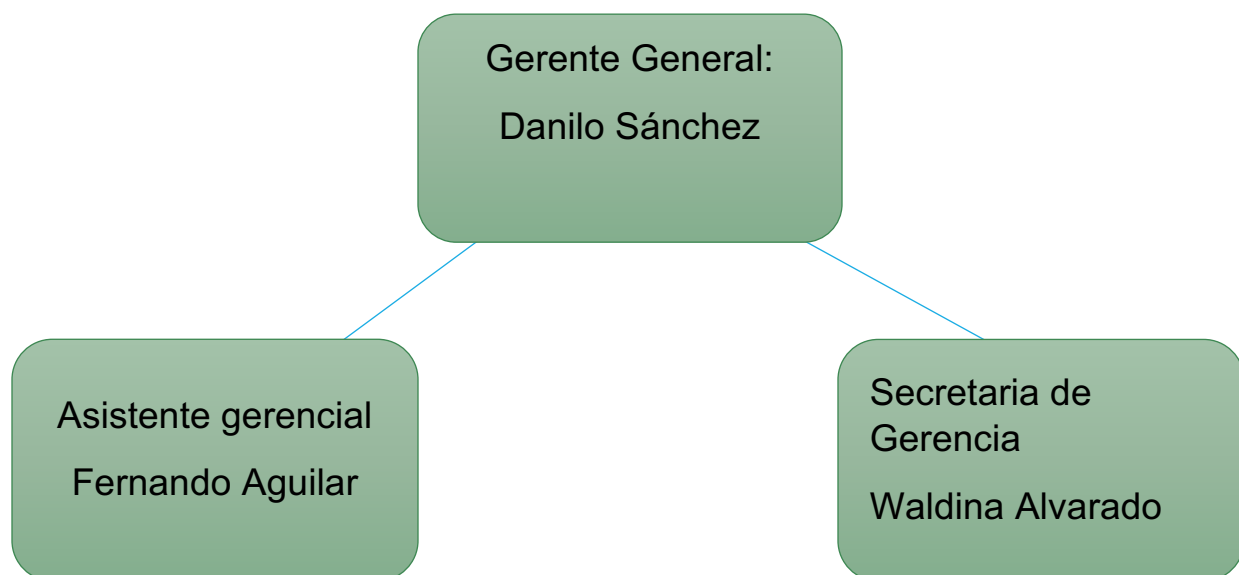 Gerente General:
Danilo Sánchez
Asistente gerencial
Fernando Aguilar
Secretaria de
Gerencia
Waldina Alvarado